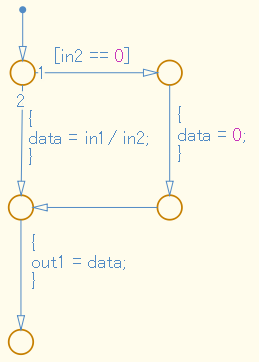 [in2 == 0]
1
2
{
data = in1 / in2;
}
{
data = 0;
}
{
out1 = data;
}